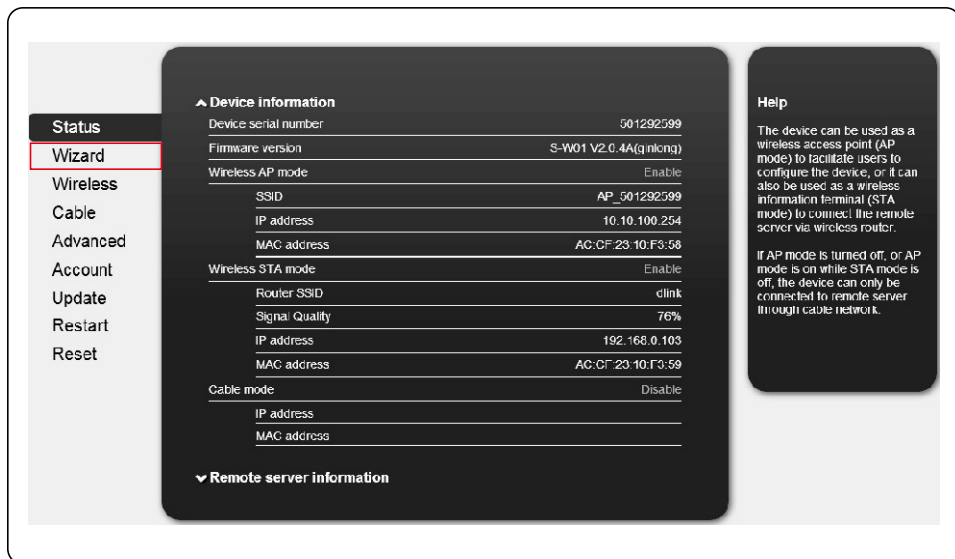 Status
Wizard
Wireless
Cable
Advanced
Account
Update
Restart
Reset
Device information
Device serial number 501292599
Firmware version S-W01 V2.0.4A(ginlong)
Wireless AP mode Enable
SSID AP_501292599
IP address 10.10.100.254
MAC address AC:CF:23:10:F3:58
Wireless STA mode Enable
Router SSID dlink
Signal Quality 76%
IP address 192.168.0.103
MAC address AC:CF:23:10:F3:59
Cable mode Disable
IP address
MAC address
Remote server information
Help
The device can be used as a
wireless access point (AP
mode) to facilitate users to
configure the device, or it can
also be used as a wireless
information terminal (STA
mode) to connect the remote
server via wireless router.
If AP mode is turned off, or AP
mode is on while STA mode is
off, the device can only be
connected to remote server
through cable network.